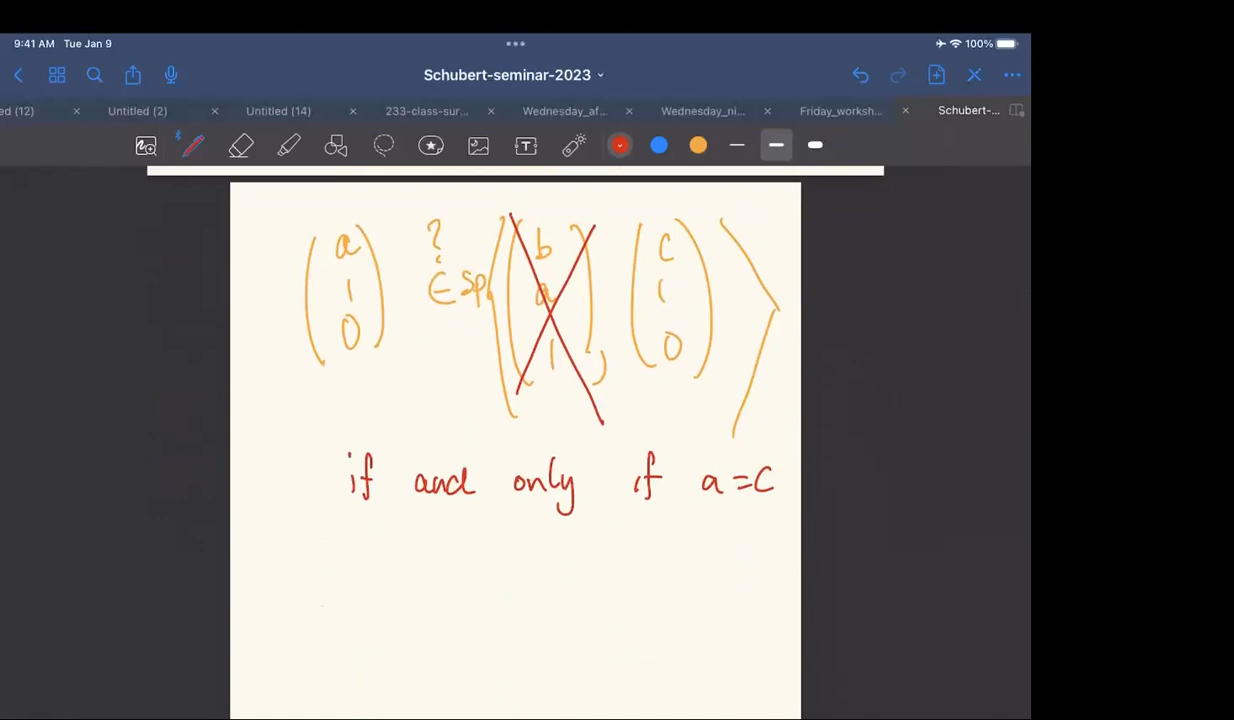 9:41 AM Tue Jan 9
100%
Schubert-seminar-2023
ed (12) Untitled (2) Untitled (14) 233-class-sur... Wednesday_af... Wednesday_ni... Friday_worksh... Schubert-...
T
( a 1 0 ) ? ∈ Sp ⟨ ( b a 1 ) , ( c 1 0 ) ⟩
if and only if a=c